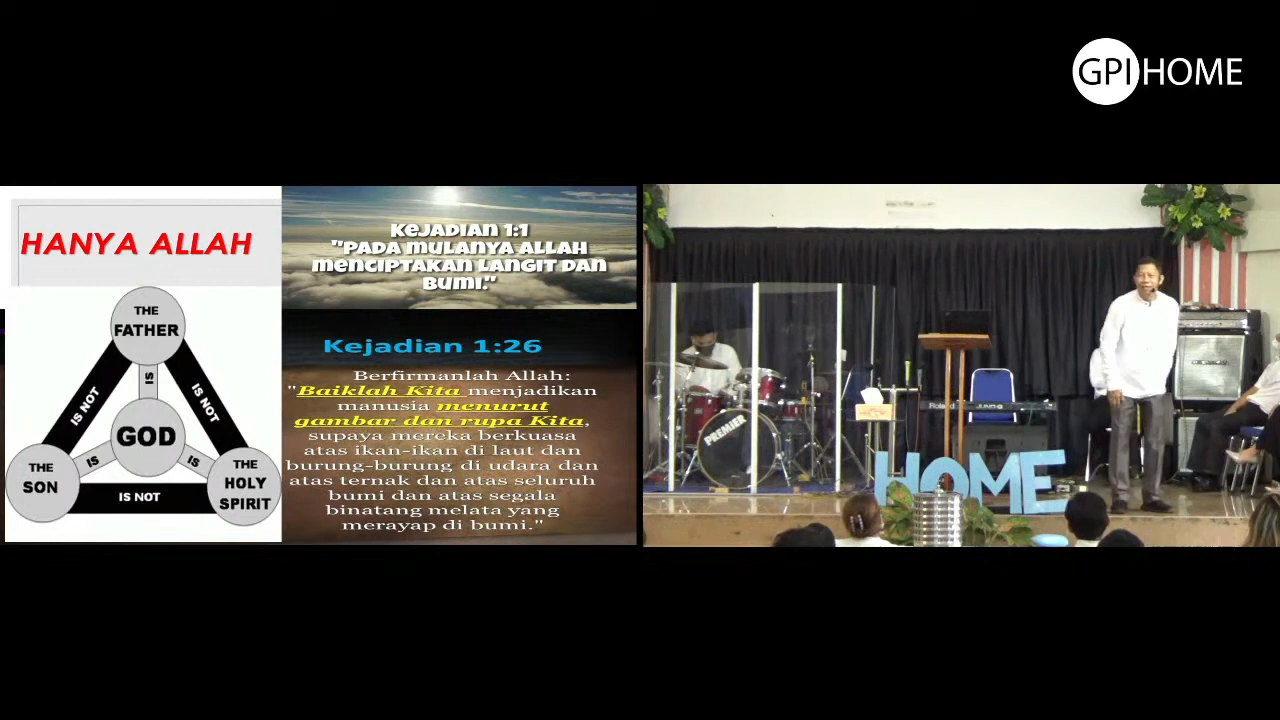 GPI HOME
HANYA ALLAH
THE
FATHER
IS NOT
IS
IS NOT
GOD
IS
IS
THE
SON
IS NOT
THE
HOLY
SPIRIT
KEJADIAN 1:1
"PADA MULANYA ALLAH
MENCIPTAKAN LANGIT DAN
BUMI."
Kejadian 1:26
Berfirmanlah Allah:
"Baiklah Kita menjadikan
manusia menurut
gambar dan rupa Kita,
supaya mereka berkuasa
atas ikan-ikan di laut dan
burung-burung di udara dan
atas ternak dan atas seluruh
bumi dan atas segala
binatang melata yang
merayap di bumi."
PREMIER
Roland
HOME